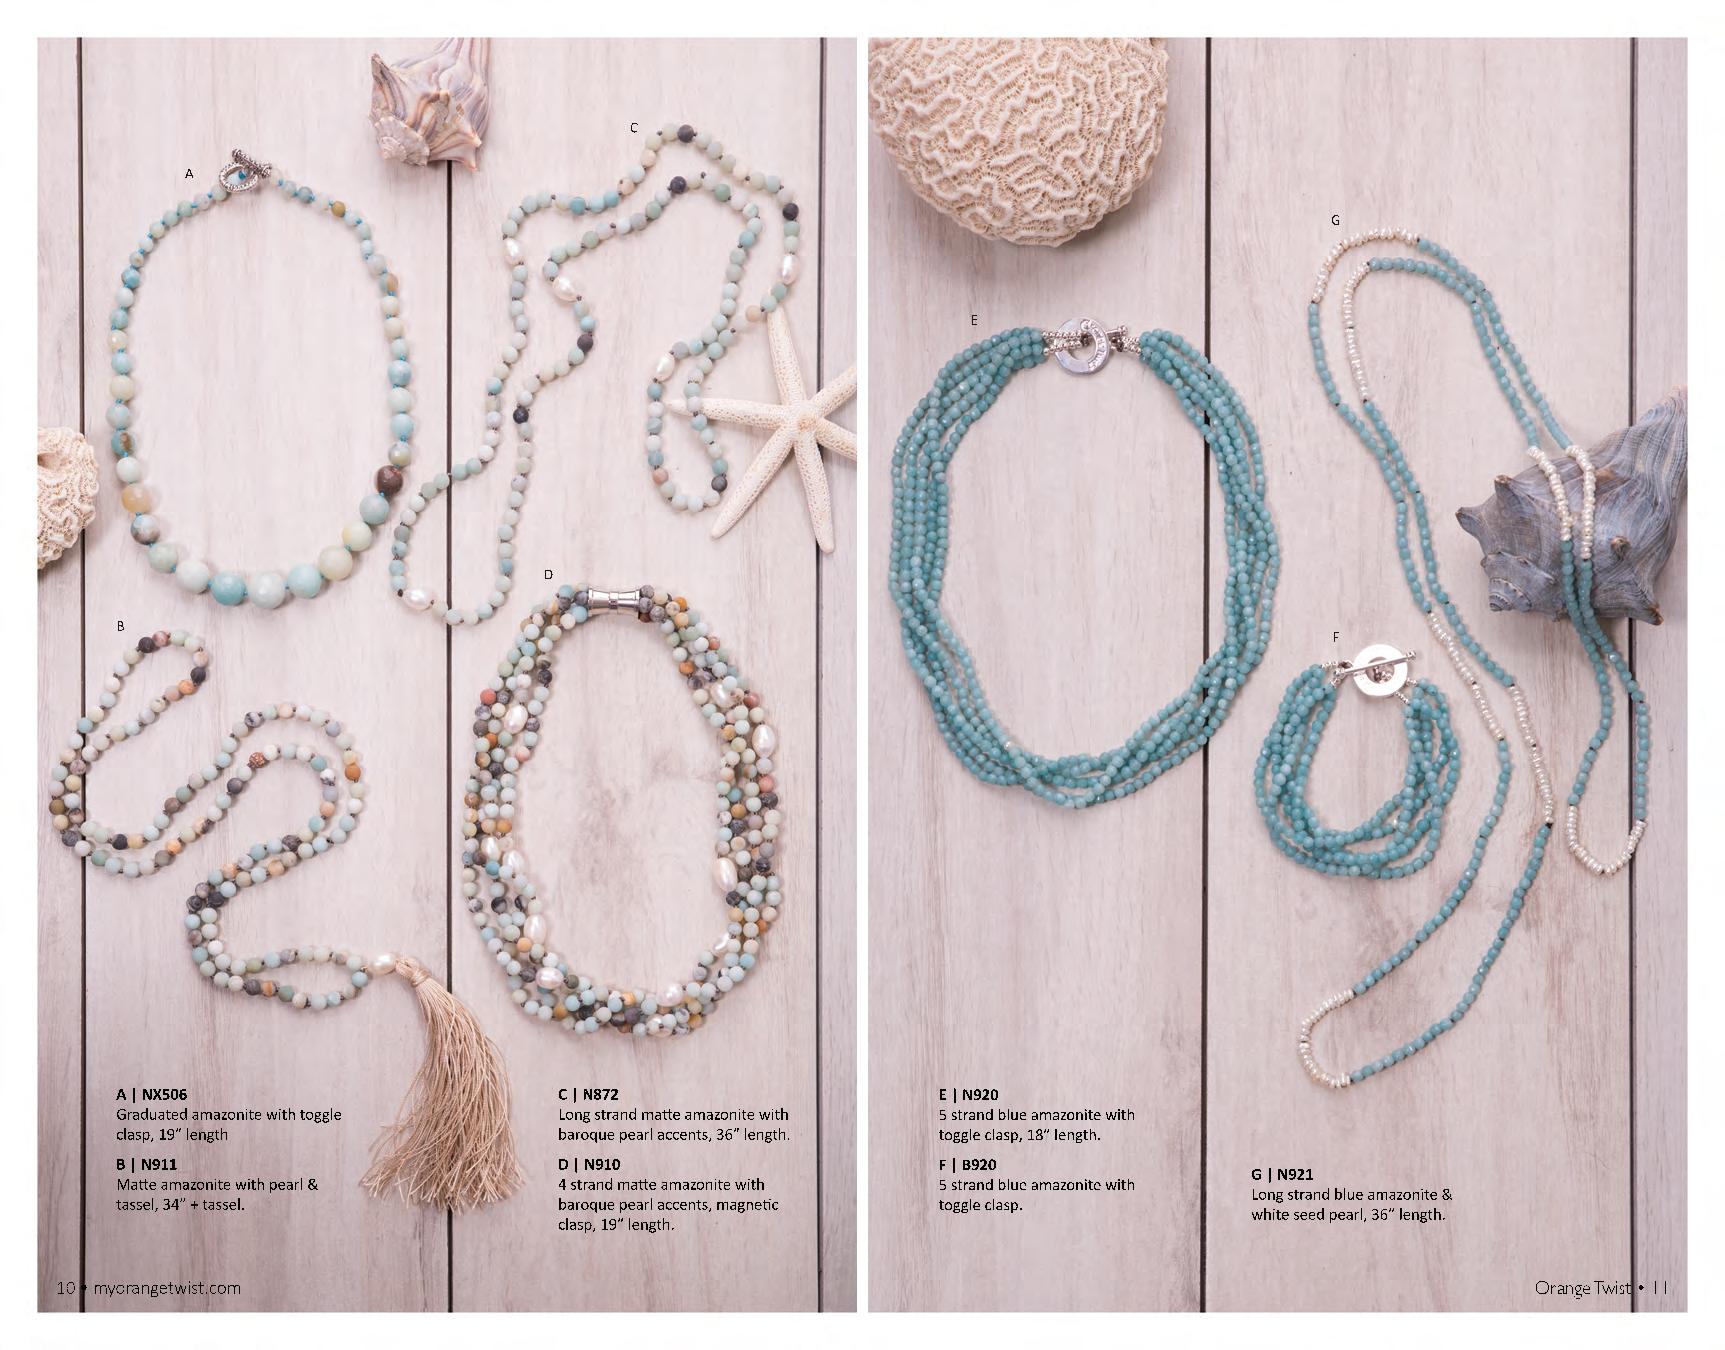 A
C
B
D
A | NX506
Graduated amazonite with toggle
clasp, 19” length
B | N911
Matte amazonite with pearl &
tassel, 34” + tassel.
C | N872
Long strand matte amazonite with
baroque pearl accents, 36” length.
D | N910
4 strand matte amazonite with
baroque pearl accents, magnetic
clasp, 19” length.
10 • myorangetwist.com
G
E
F
E | N920
5 strand blue amazonite with
toggle clasp, 18” length.
F | B920
5 strand blue amazonite with
toggle clasp.
G | N921
Long strand blue amazonite &
white seed pearl, 36” length.
Orange Twist • 11